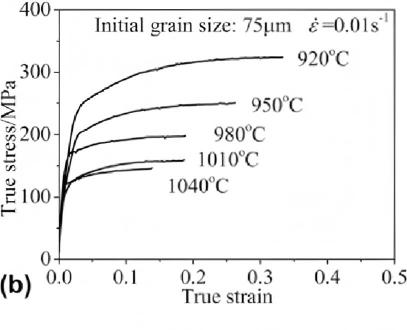 400
Initial grain size: 75μm ε̇=0.01s⁻¹
920°C
300
950°C
200
980°C
1010°C
1040°C
100
0
0.0 0.1 0.2 0.3 0.4 0.5
True stress/MPa
True strain
(b)